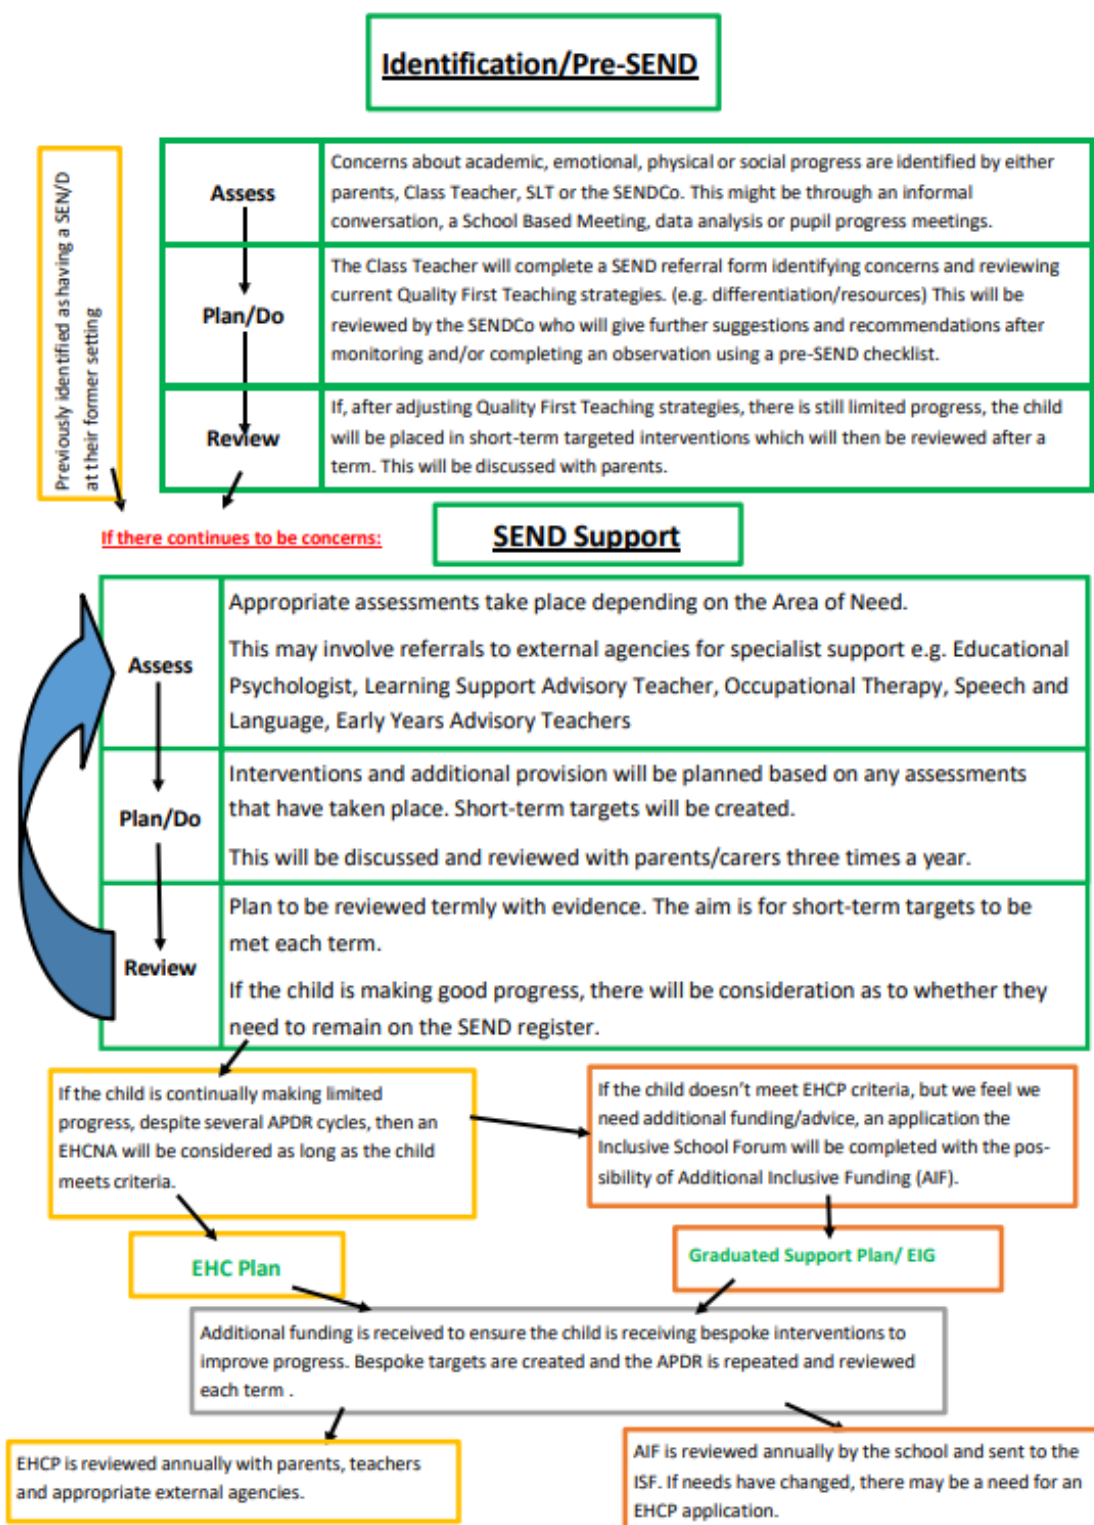 Identification/Pre-SEND
Previously identified as having a SEN/D
at their former setting
Assess
Concerns about academic, emotional, physical or social progress are identified by either
parents, Class Teacher, SLT or the SENDCo. This might be through an informal
conversation, a School Based Meeting, data analysis or pupil progress meetings.
Plan/Do
The Class Teacher will complete a SEND referral form identifying concerns and reviewing
current Quality First Teaching strategies. (e.g. differentiation/resources) This will be
reviewed by the SENDCo who will give further suggestions and recommendations after
monitoring and/or completing an observation using a pre-SEND checklist.
Review
If, after adjusting Quality First Teaching strategies, there is still limited progress, the child
will be placed in short-term targeted interventions which will then be reviewed after a
term. This will be discussed with parents.
If there continues to be concerns:
SEND Support
Assess
Appropriate assessments take place depending on the Area of Need.
This may involve referrals to external agencies for specialist support e.g. Educational
Psychologist, Learning Support Advisory Teacher, Occupational Therapy, Speech and
Language, Early Years Advisory Teachers
Plan/Do
Interventions and additional provision will be planned based on any assessments
that have taken place. Short-term targets will be created.
This will be discussed and reviewed with parents/carers three times a year.
Review
Plan to be reviewed termly with evidence. The aim is for short-term targets to be
met each term.
If the child is making good progress, there will be consideration as to whether they
need to remain on the SEND register.
If the child is continually making limited
progress, despite several APDR cycles, then an
EHCNA will be considered as long as the child
meets criteria.
If the child doesn't meet EHCP criteria, but we feel we
need additional funding/advice, an application the
Inclusive School Forum will be completed with the pos-
sibility of Additional Inclusive Funding (AIF).
EHC Plan
Graduated Support Plan/ EIG
Additional funding is received to ensure the child is receiving bespoke interventions to
improve progress. Bespoke targets are created and the APDR is repeated and reviewed
each term .
EHCP is reviewed annually with parents, teachers
and appropriate external agencies.
AIF is reviewed annually by the school and sent to the
ISF. If needs have changed, there may be a need for an
EHCP application.